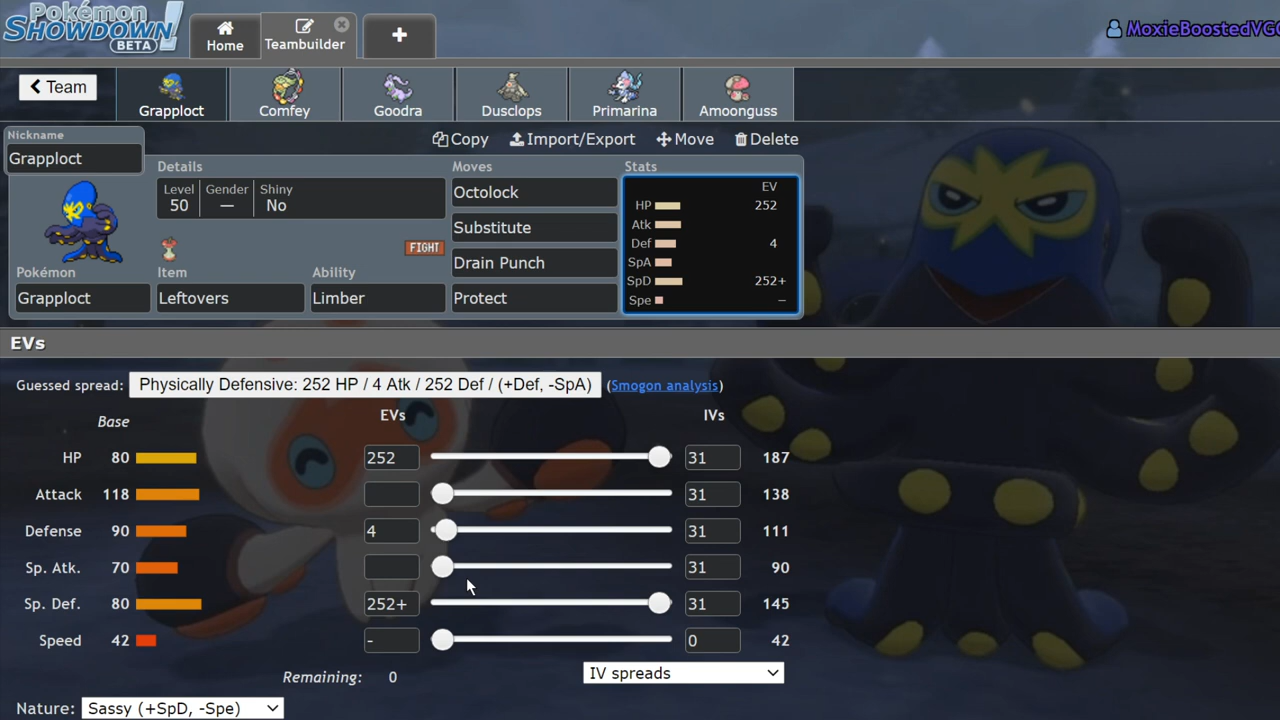 Pokémon
SHOWDOWN!
BETA
Home
Teambuilder
+
MoxieBoostedVGC
Team
Grapploct
Comfey
Goodra
Dusclops
Primarina
Amoonguss
Copy
Import/Export
Move
Delete
Nickname
Grapploct
Details
Level
Gender
Shiny
50
—
No
FIGHT
Pokémon
Grapploct
Item
Leftovers
Ability
Limber
Moves
Octolock
Substitute
Drain Punch
Protect
Stats
EV
HP 252
Atk
Def 4
SpA
SpD 252+
Spe –
EVs
Guessed spread: Physically Defensive: 252 HP / 4 Atk / 252 Def / (+Def, -SpA) (Smogon analysis)
Base EVs IVs
HP 80 252 31 187
Attack 118 31 138
Defense 90 4 31 111
Sp. Atk. 70 31 90
Sp. Def. 80 252+ 31 145
Speed 42 - 0 42
Remaining: 0
IV spreads
Nature: Sassy (+SpD, -Spe)